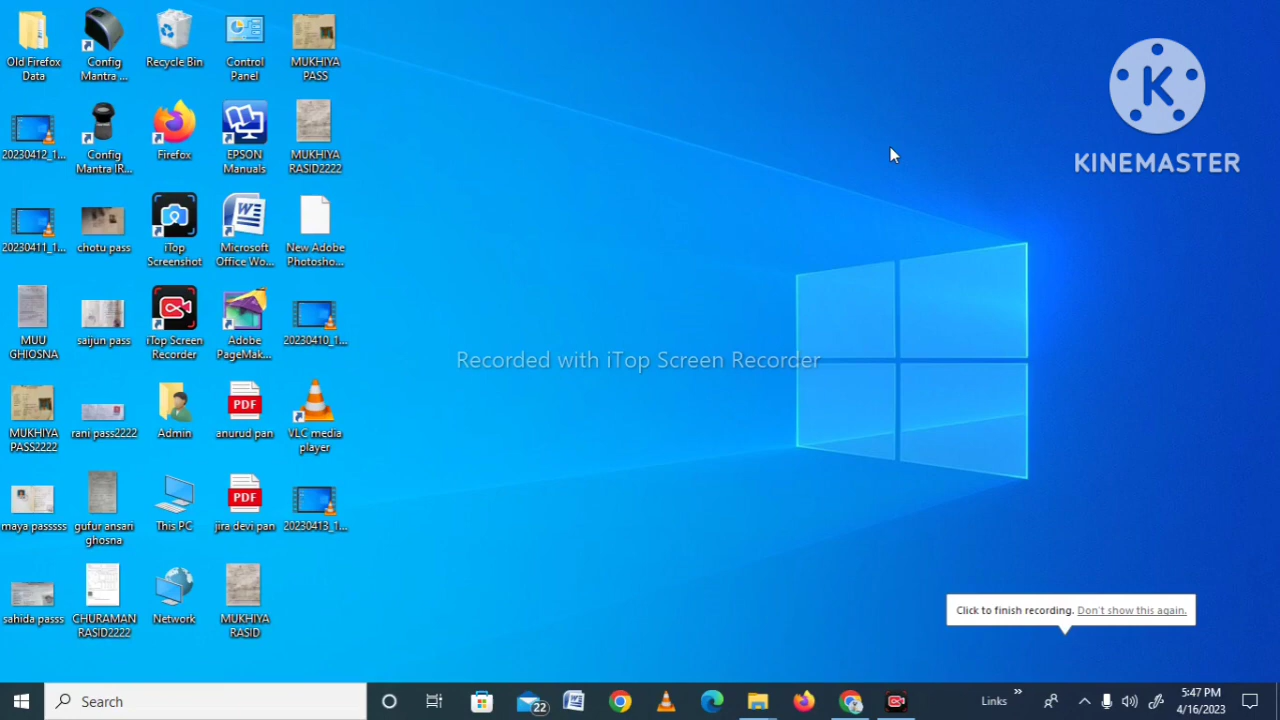 Old Firefox
Data
Config
Mantra ...
Recycle Bin
Control
Panel
MUKHIYA
PASS
K
KINEMASTER
20230412_1...
Config
Mantra IR...
Firefox
EPSON
Manuals
MUKHIYA
RASID2222
20230411_1...
chotu pass
iTop
Screenshot
Microsoft
Office Wo...
New Adobe
Photosho...
MUU
GHIOSNA
saijun pass
iTop Screen
Recorder
Adobe
PageMak...
20230410_1...
Recorded with iTop Screen Recorder
MUKHIYA
PASS2222
rani pass2222
Admin
PDF
anurud pan
VLC media
player
maya passsss
gufur ansari
ghosna
This PC
PDF
jira devi pan
20230413_1...
sahida passs
CHURAMAN
RASID2222
Network
MUKHIYA
RASID
Click to finish recording. Don't show this again.
Search
22
Links
5:47 PM
4/16/2023